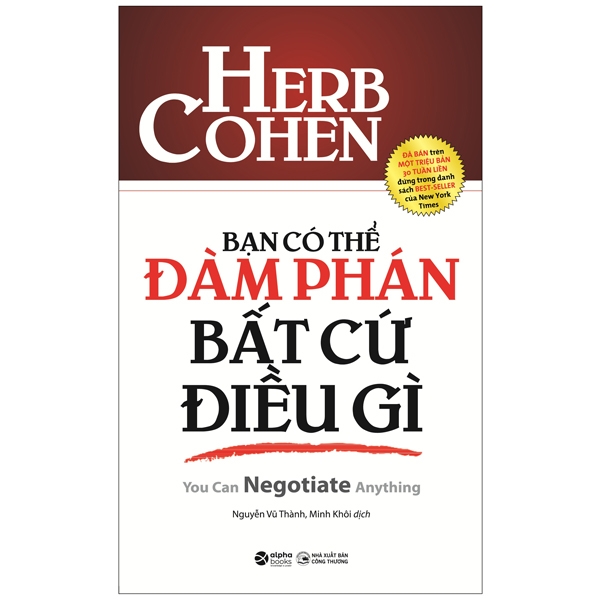 HERB
COHEN
ĐÃ BÁN trên
MỘT TRIỆU BẢN
30 TUẦN LIỀN
đứng trong danh
sách BEST-SELLER
của New York
Times
BẠN CÓ THỂ
ĐÀM PHÁN
BẤT CỨ
ĐIỀU GÌ
You Can Negotiate Anything
Nguyễn Vũ Thành, Minh Khôi dịch
alpha
books
NHÀ XUẤT BẢN
CÔNG THƯƠNG